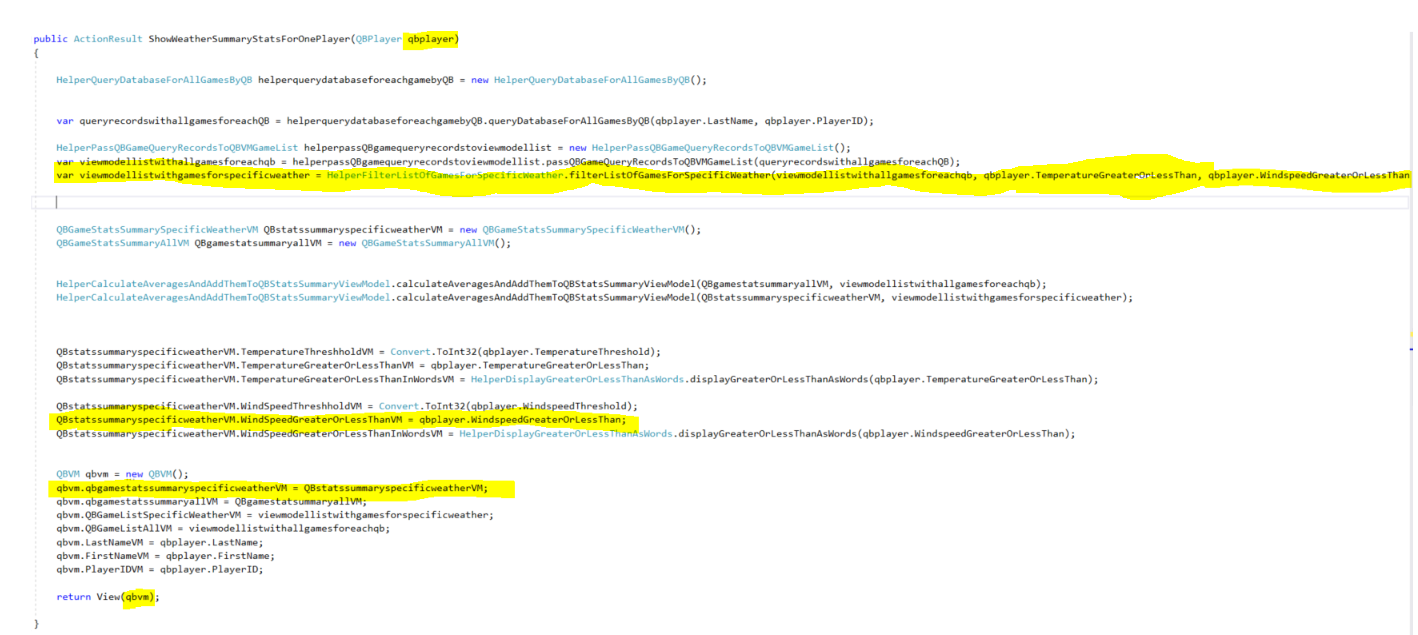 public ActionResult ShowWeatherSummaryStatsForOnePlayer(QBPlayer qbplayer)
{
HelperQueryDatabaseForAllGamesByQB helperquerydatabaseforeachgamebyQB = new HelperQueryDatabaseForAllGamesByQB();
var queryrecordswithallgamesforeachQB = helperquerydatabaseforeachgamebyQB.queryDatabaseForAllGamesByQB(qbplayer.LastName, qbplayer.PlayerID);
HelperPassQBGameQueryRecordsToQBVMGameList helperpassQBgamequeryrecordstoviewmodellist = new HelperPassQBGameQueryRecordsToQBVMGameList();
var viewmodellistwithallgamesforeachqb = helperpassQBgamequeryrecordstoviewmodellist.passQBGameQueryRecordsToQBVMGameList(queryrecordswithallgamesforeachQB);
var viewmodellistwithgamesforspecificweather = HelperFilterListOfGamesForSpecificWeather.filterListOfGamesForSpecificWeather(viewmodellistwithallgamesforeachqb, qbplayer.TemperatureGreaterOrLessThan, qbplayer.WindspeedGreaterOrLessThan
QBGameStatsSummarySpecificWeatherVM QBstatssummaryspecificweatherVM = new QBGameStatsSummarySpecificWeatherVM();
QBGameStatsSummaryAllVM QBgamestatsummaryallVM = new QBGameStatsSummaryAllVM();
HelperCalculateAveragesAndAddThemToQBStatsSummaryViewModel.calculateAveragesAndAddThemToQBStatsSummaryViewModel(QBgamestatsummaryallVM, viewmodellistwithallgamesforeachqb);
HelperCalculateAveragesAndAddThemToQBStatsSummaryViewModel.calculateAveragesAndAddThemToQBStatsSummaryViewModel(QBstatssummaryspecificweatherVM, viewmodellistwithgamesforspecificweather);
QBstatssummaryspecificweatherVM.TemperatureThreshholdVM = Convert.ToInt32(qbplayer.TemperatureThreshold);
QBstatssummaryspecificweatherVM.TemperatureGreaterOrLessThanVM = qbplayer.TemperatureGreaterOrLessThan;
QBstatssummaryspecificweatherVM.TemperatureGreaterOrLessThanInWordsVM = HelperDisplayGreaterOrLessThanAsWords.displayGreaterOrLessThanAsWords(qbplayer.TemperatureGreaterOrLessThan);
QBstatssummaryspecificweatherVM.WindSpeedThreshholdVM = Convert.ToInt32(qbplayer.WindspeedThreshold);
QBstatssummaryspecificweatherVM.WindSpeedGreaterOrLessThanVM = qbplayer.WindspeedGreaterOrLessThan;
QBstatssummaryspecificweatherVM.WindSpeedGreaterOrLessThanInWordsVM = HelperDisplayGreaterOrLessThanAsWords.displayGreaterOrLessThanAsWords(qbplayer.WindspeedGreaterOrLessThan);
QBVM qbvm = new QBVM();
qbvm.qbgamestatssummaryspecificweatherVM = QBstatssummaryspecificweatherVM;
qbvm.qbgamestatssummaryallVM = QBgamestatsummaryallVM;
qbvm.QBGameListSpecificWeatherVM = viewmodellistwithgamesforspecificweather;
qbvm.QBGameListAllVM = viewmodellistwithallgamesforeachqb;
qbvm.LastNameVM = qbplayer.LastName;
qbvm.FirstNameVM = qbplayer.FirstName;
qbvm.PlayerIDVM = qbplayer.PlayerID;
return View(qbvm);
}